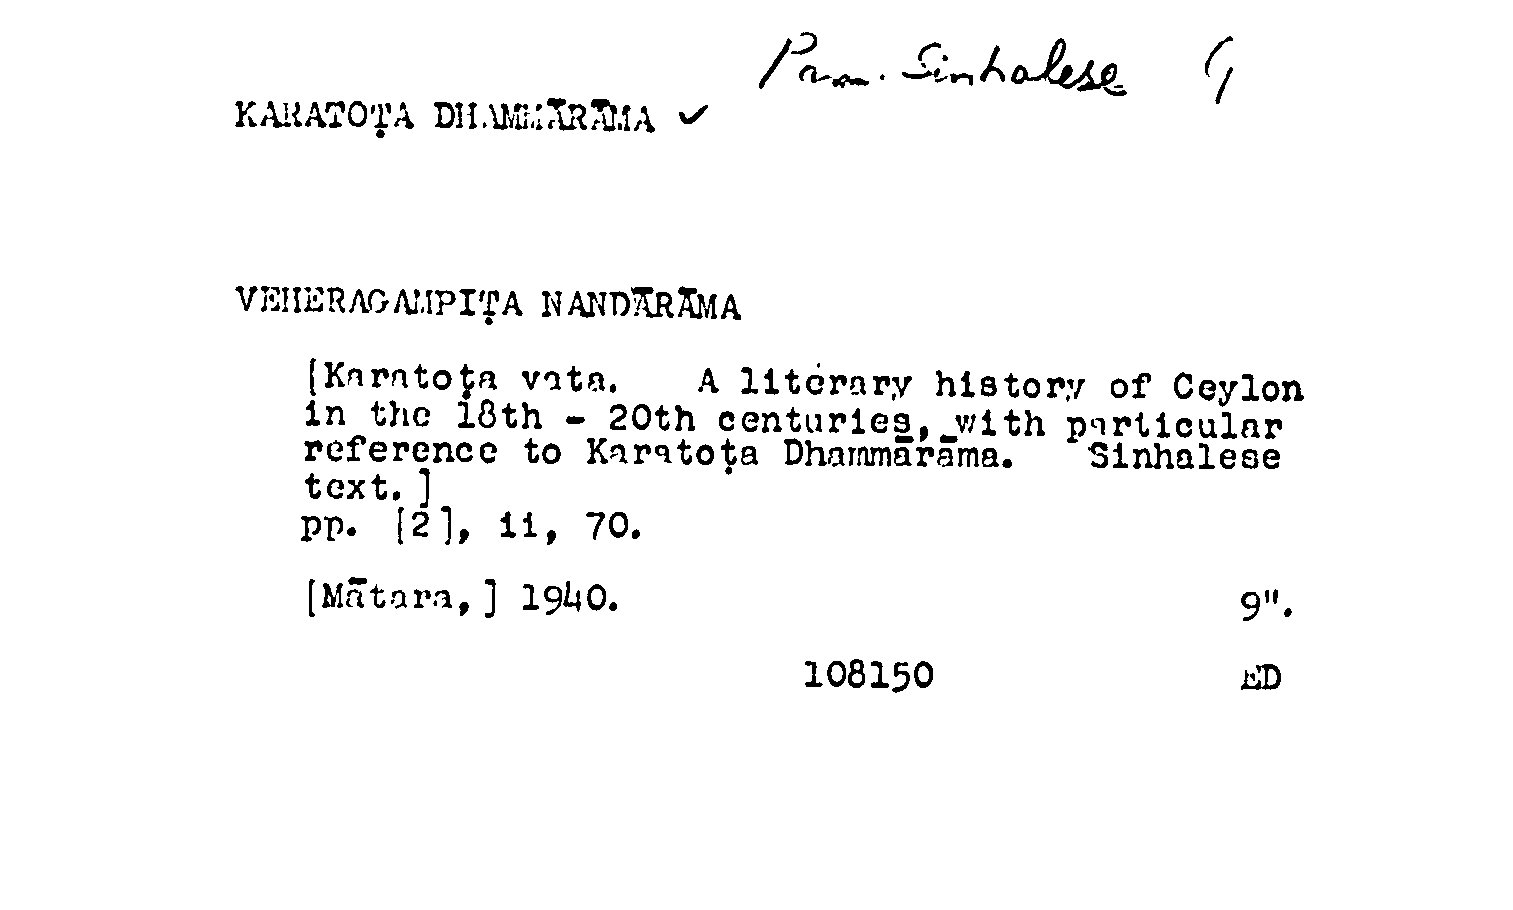 Pam. Sinhalese G
KARATOṬA DHAMMĀRĀMA ✓
VEHERAGAMPIṬA NANDĀRĀMA
[Karatoṭa vata. A literary history of Ceylon
in the 18th - 20th centuries, with particular
reference to Karatoṭa Dhammārāma. Sinhalese
text.]
pp. [2], ii, 70.
[Mātara,] 1940. 9".
108150 ED